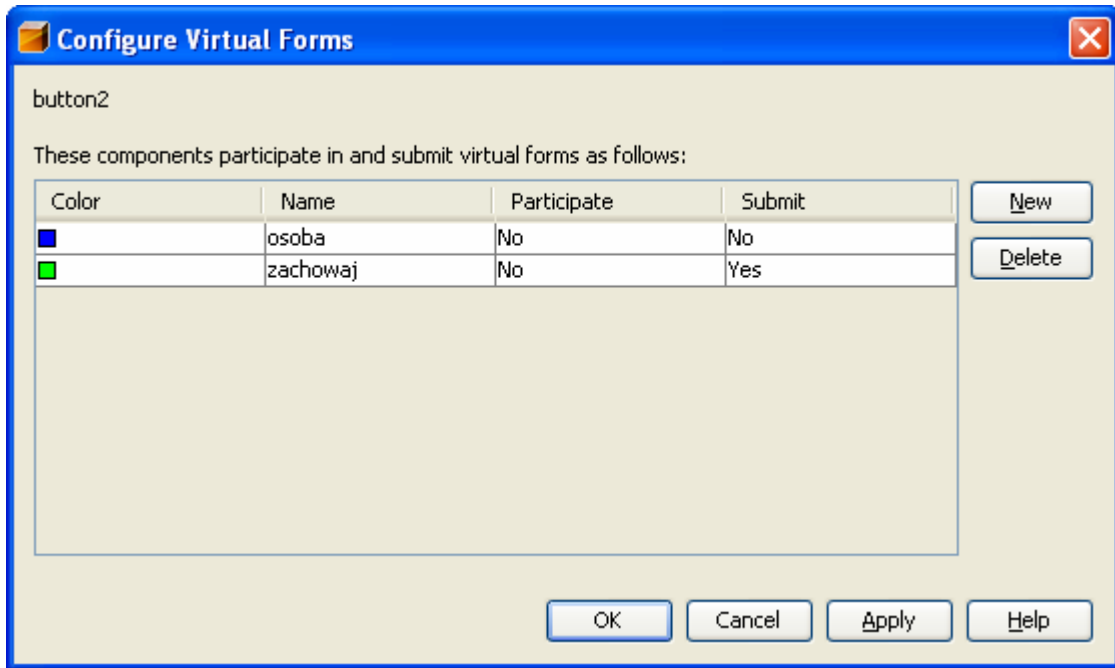 Configure Virtual Forms
button2
These components participate in and submit virtual forms as follows:
Color Name Participate Submit
osoba No No
zachowaj No Yes
New
Delete
OK Cancel Apply Help